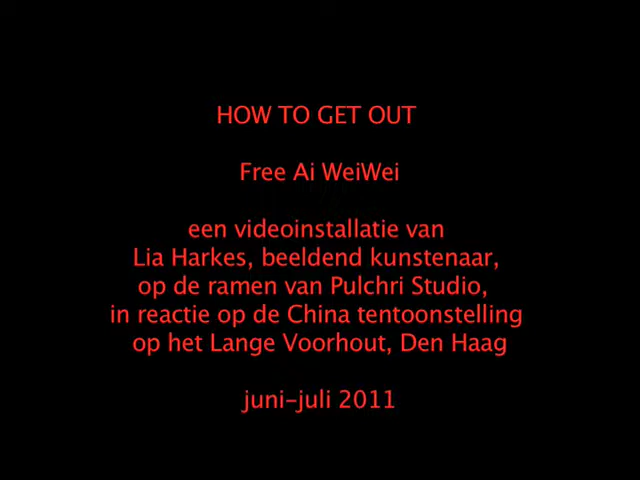 HOW TO GET OUT
Free Ai WeiWei
een videoinstallatie van
Lia Harkes, beeldend kunstenaar,
op de ramen van Pulchri Studio,
in reactie op de China tentoonstelling
op het Lange Voorhout, Den Haag
juni-juli 2011